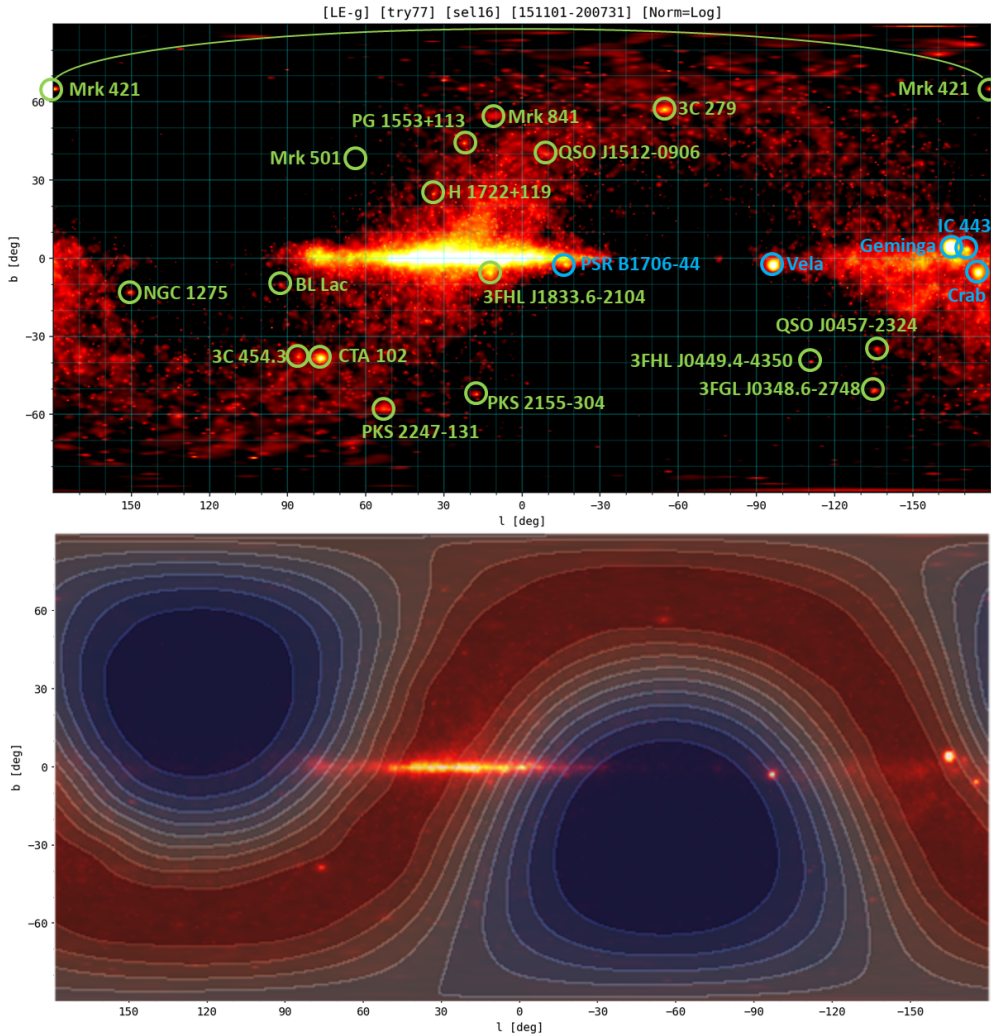 [LE-g] [try77] [sel16] [151101-200731] [Norm=Log]
Mrk 421
Mrk 421
3C 279
PG 1553+113
Mrk 841
Mrk 501
QSO J1512-0906
H 1722+119
IC 443
Geminga
PSR B1706-44
Vela
Crab
NGC 1275
BL Lac
3FHL J1833.6-2104
QSO J0457-2324
3C 454.3
CTA 102
3FHL J0449.4-4350
3FGL J0348.6-2748
PKS 2155-304
PKS 2247-131
60
30
0
−30
−60
b [deg]
150 120 90 60 30 0 −30 −60 −90 −120 −150
l [deg]
60
30
0
−30
−60
b [deg]
150 120 90 60 30 0 −30 −60 −90 −120 −150
l [deg]